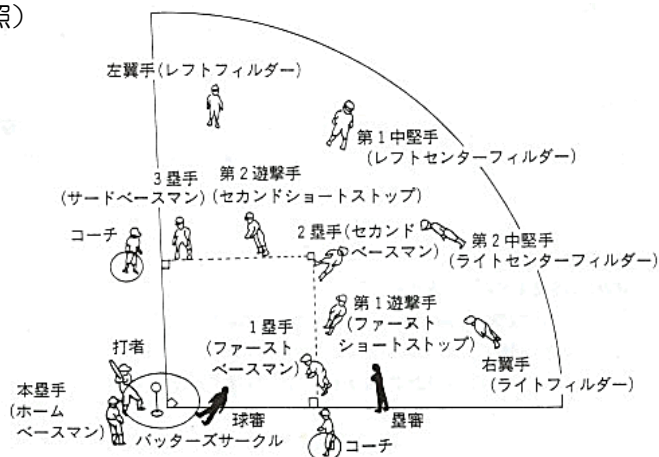 照)
左翼手(レフトフィルダー)
第1中堅手
(レフトセンターフィルダー)
3塁手
(サードベースマン)
第2遊撃手
(セカンドショートストップ)
コーチ
2塁手(セカンド
ベースマン)
第2中堅手
(ライトセンターフィルダー)
第1遊撃手
(ファースト
ショートストップ)
1塁手
(ファースト
ベースマン)
打者
右翼手
(ライトフィルダー)
本塁手
(ホーム
ベースマン)
球審
塁審
バッターズサークル
コーチ